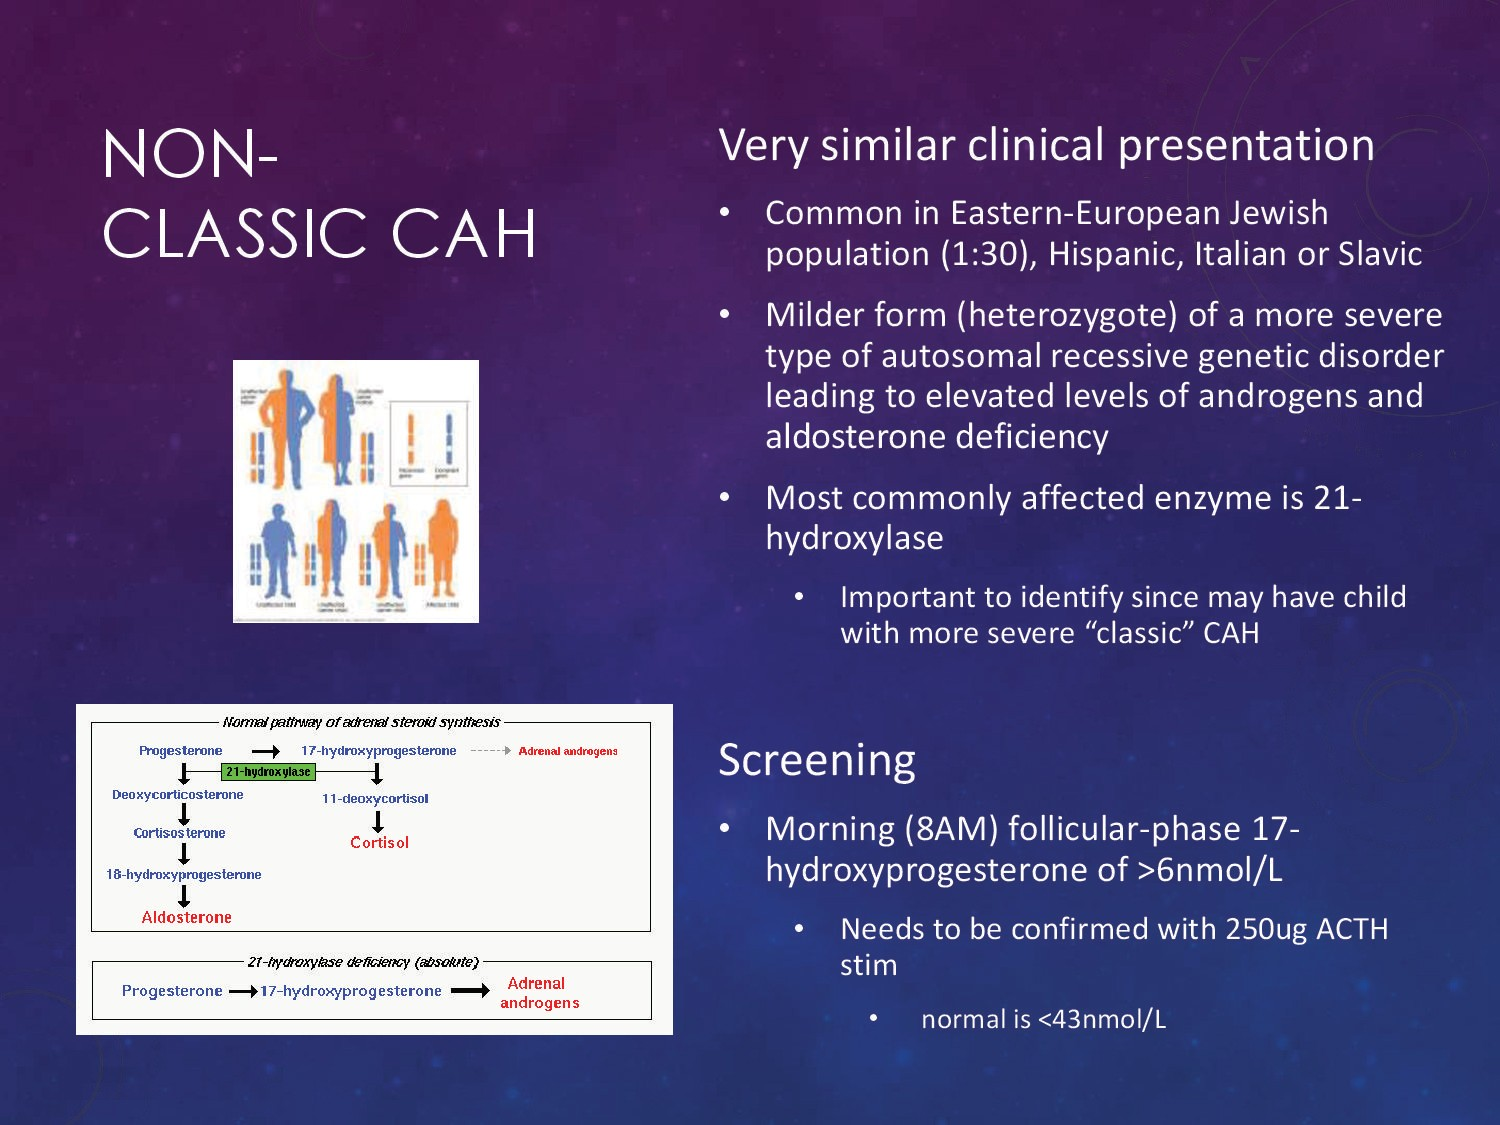 NON-
CLASSIC CAH
Very similar clinical presentation
• Common in Eastern-European Jewish
population (1:30), Hispanic, Italian or Slavic
• Milder form (heterozygote) of a more severe
type of autosomal recessive genetic disorder
leading to elevated levels of androgens and
aldosterone deficiency
• Most commonly affected enzyme is 21-
hydroxylase
• Important to identify since may have child
with more severe “classic” CAH
Screening
• Morning (8AM) follicular-phase 17-
hydroxyprogesterone of >6nmol/L
• Needs to be confirmed with 250ug ACTH
stim
• normal is <43nmol/L
Normal pathway of adrenal steroid synthesis
Progesterone 17-hydroxyprogesterone Adrenal androgens
21-hydroxylase
Deoxycorticosterone 11-deoxycortisol
Cortisosterone Cortisol
18-hydroxyprogesterone
Aldosterone
21-hydroxylase deficiency (absolute)
Progesterone 17-hydroxyprogesterone Adrenal
androgens